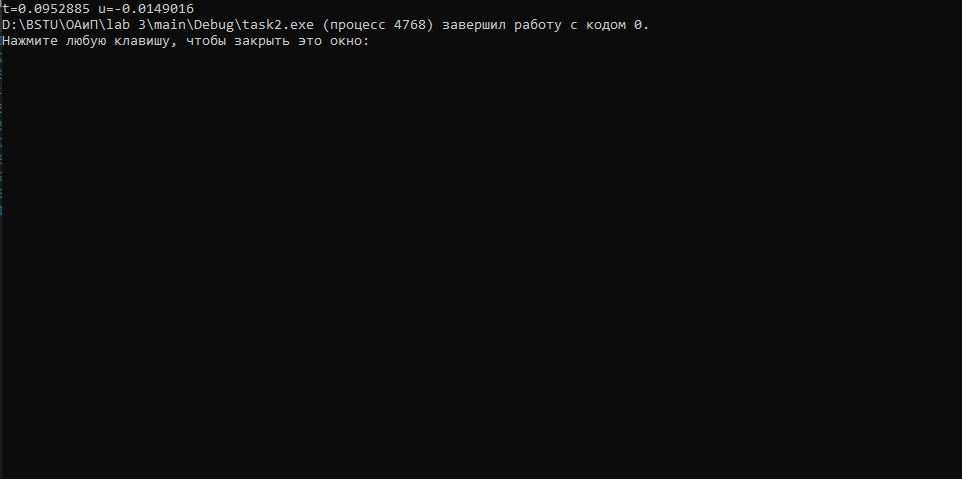 t=0.0952885 u=-0.0149016
D:\BSTU\ОАиП\lab 3\main\Debug\task2.exe (процесс 4768) завершил работу с кодом 0.
Нажмите любую клавишу, чтобы закрыть это окно: